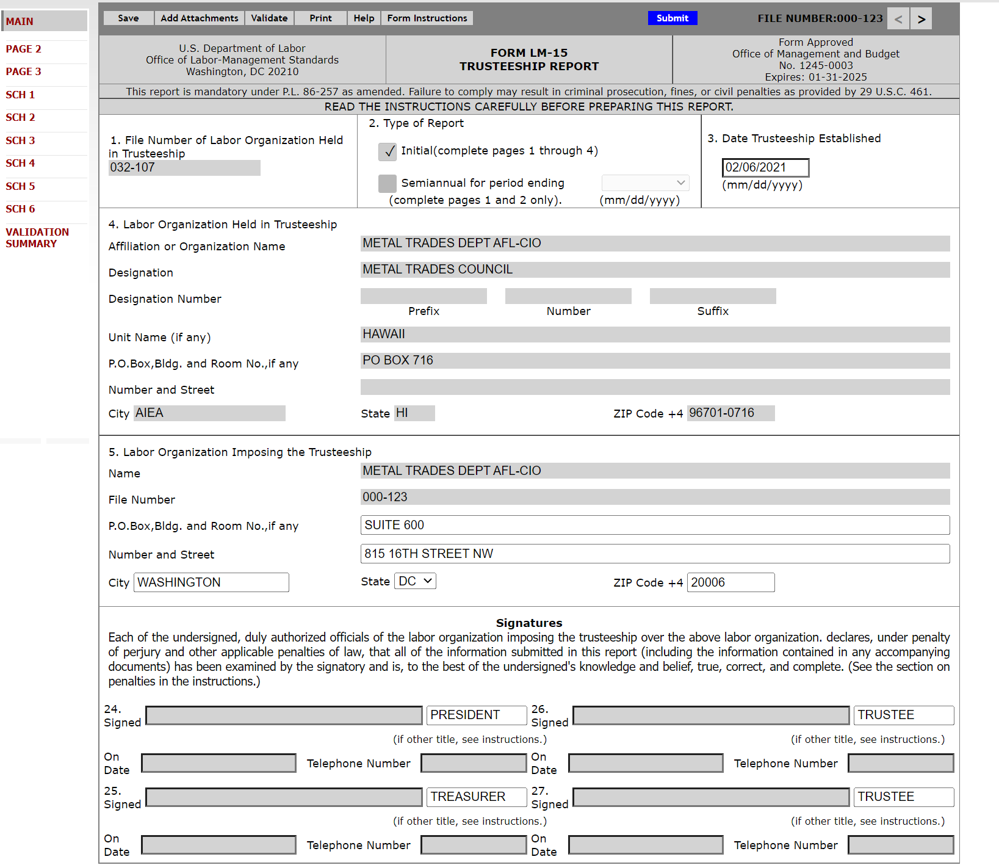 MAIN
PAGE 2
PAGE 3
SCH 1
SCH 2
SCH 3
SCH 4
SCH 5
SCH 6
VALIDATION
SUMMARY
Save Add Attachments Validate Print Help Form Instructions Submit FILE NUMBER:000-123 < >
U.S. Department of Labor
Office of Labor-Management Standards
Washington, DC 20210
FORM LM-15
TRUSTEESHIP REPORT
Form Approved
Office of Management and Budget
No. 1245-0003
Expires: 01-31-2025
This report is mandatory under P.L. 86-257 as amended. Failure to comply may result in criminal prosecution, fines, or civil penalties as provided by 29 U.S.C. 461.
READ THE INSTRUCTIONS CAREFULLY BEFORE PREPARING THIS REPORT.
1. File Number of Labor Organization Held
in Trusteeship
032-107
2. Type of Report
Initial(complete pages 1 through 4)
Semiannual for period ending
(complete pages 1 and 2 only). (mm/dd/yyyy)
3. Date Trusteeship Established
02/06/2021
(mm/dd/yyyy)
4. Labor Organization Held in Trusteeship
Affiliation or Organization Name METAL TRADES DEPT AFL-CIO
Designation METAL TRADES COUNCIL
Designation Number
Prefix Number Suffix
Unit Name (if any) HAWAII
P.O.Box,Bldg. and Room No.,if any PO BOX 716
Number and Street
City AIEA State HI ZIP Code +4 96701-0716
5. Labor Organization Imposing the Trusteeship
Name METAL TRADES DEPT AFL-CIO
File Number 000-123
P.O.Box,Bldg. and Room No.,if any SUITE 600
Number and Street 815 16TH STREET NW
City WASHINGTON State DC ZIP Code +4 20006
Signatures
Each of the undersigned, duly authorized officials of the labor organization imposing the trusteeship over the above labor organization. declares, under penalty
of perjury and other applicable penalties of law, that all of the information submitted in this report (including the information contained in any accompanying
documents) has been examined by the signatory and is, to the best of the undersigned's knowledge and belief, true, correct, and complete. (See the section on
penalties in the instructions.)
24.
Signed PRESIDENT
(if other title, see instructions.)
On
Date Telephone Number
26.
Signed TRUSTEE
(if other title, see instructions.)
On
Date Telephone Number
25.
Signed TREASURER
(if other title, see instructions.)
On
Date Telephone Number
27.
Signed TRUSTEE
(if other title, see instructions.)
On
Date Telephone Number